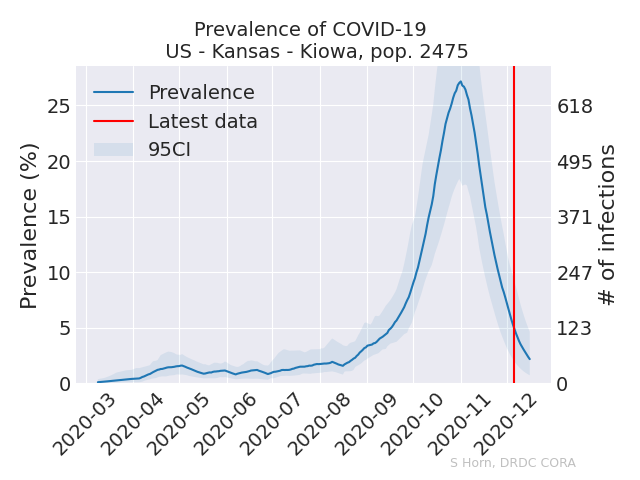 Prevalence of COVID-19
US - Kansas - Kiowa, pop. 2475
Prevalence
Latest data
95CI
Prevalence (%)
25
20
15
10
5
0
618
495
371
247
123
0
# of infections
2020-03
2020-04
2020-05
2020-06
2020-07
2020-08
2020-09
2020-10
2020-11
2020-12
S Horn, DRDC CORA